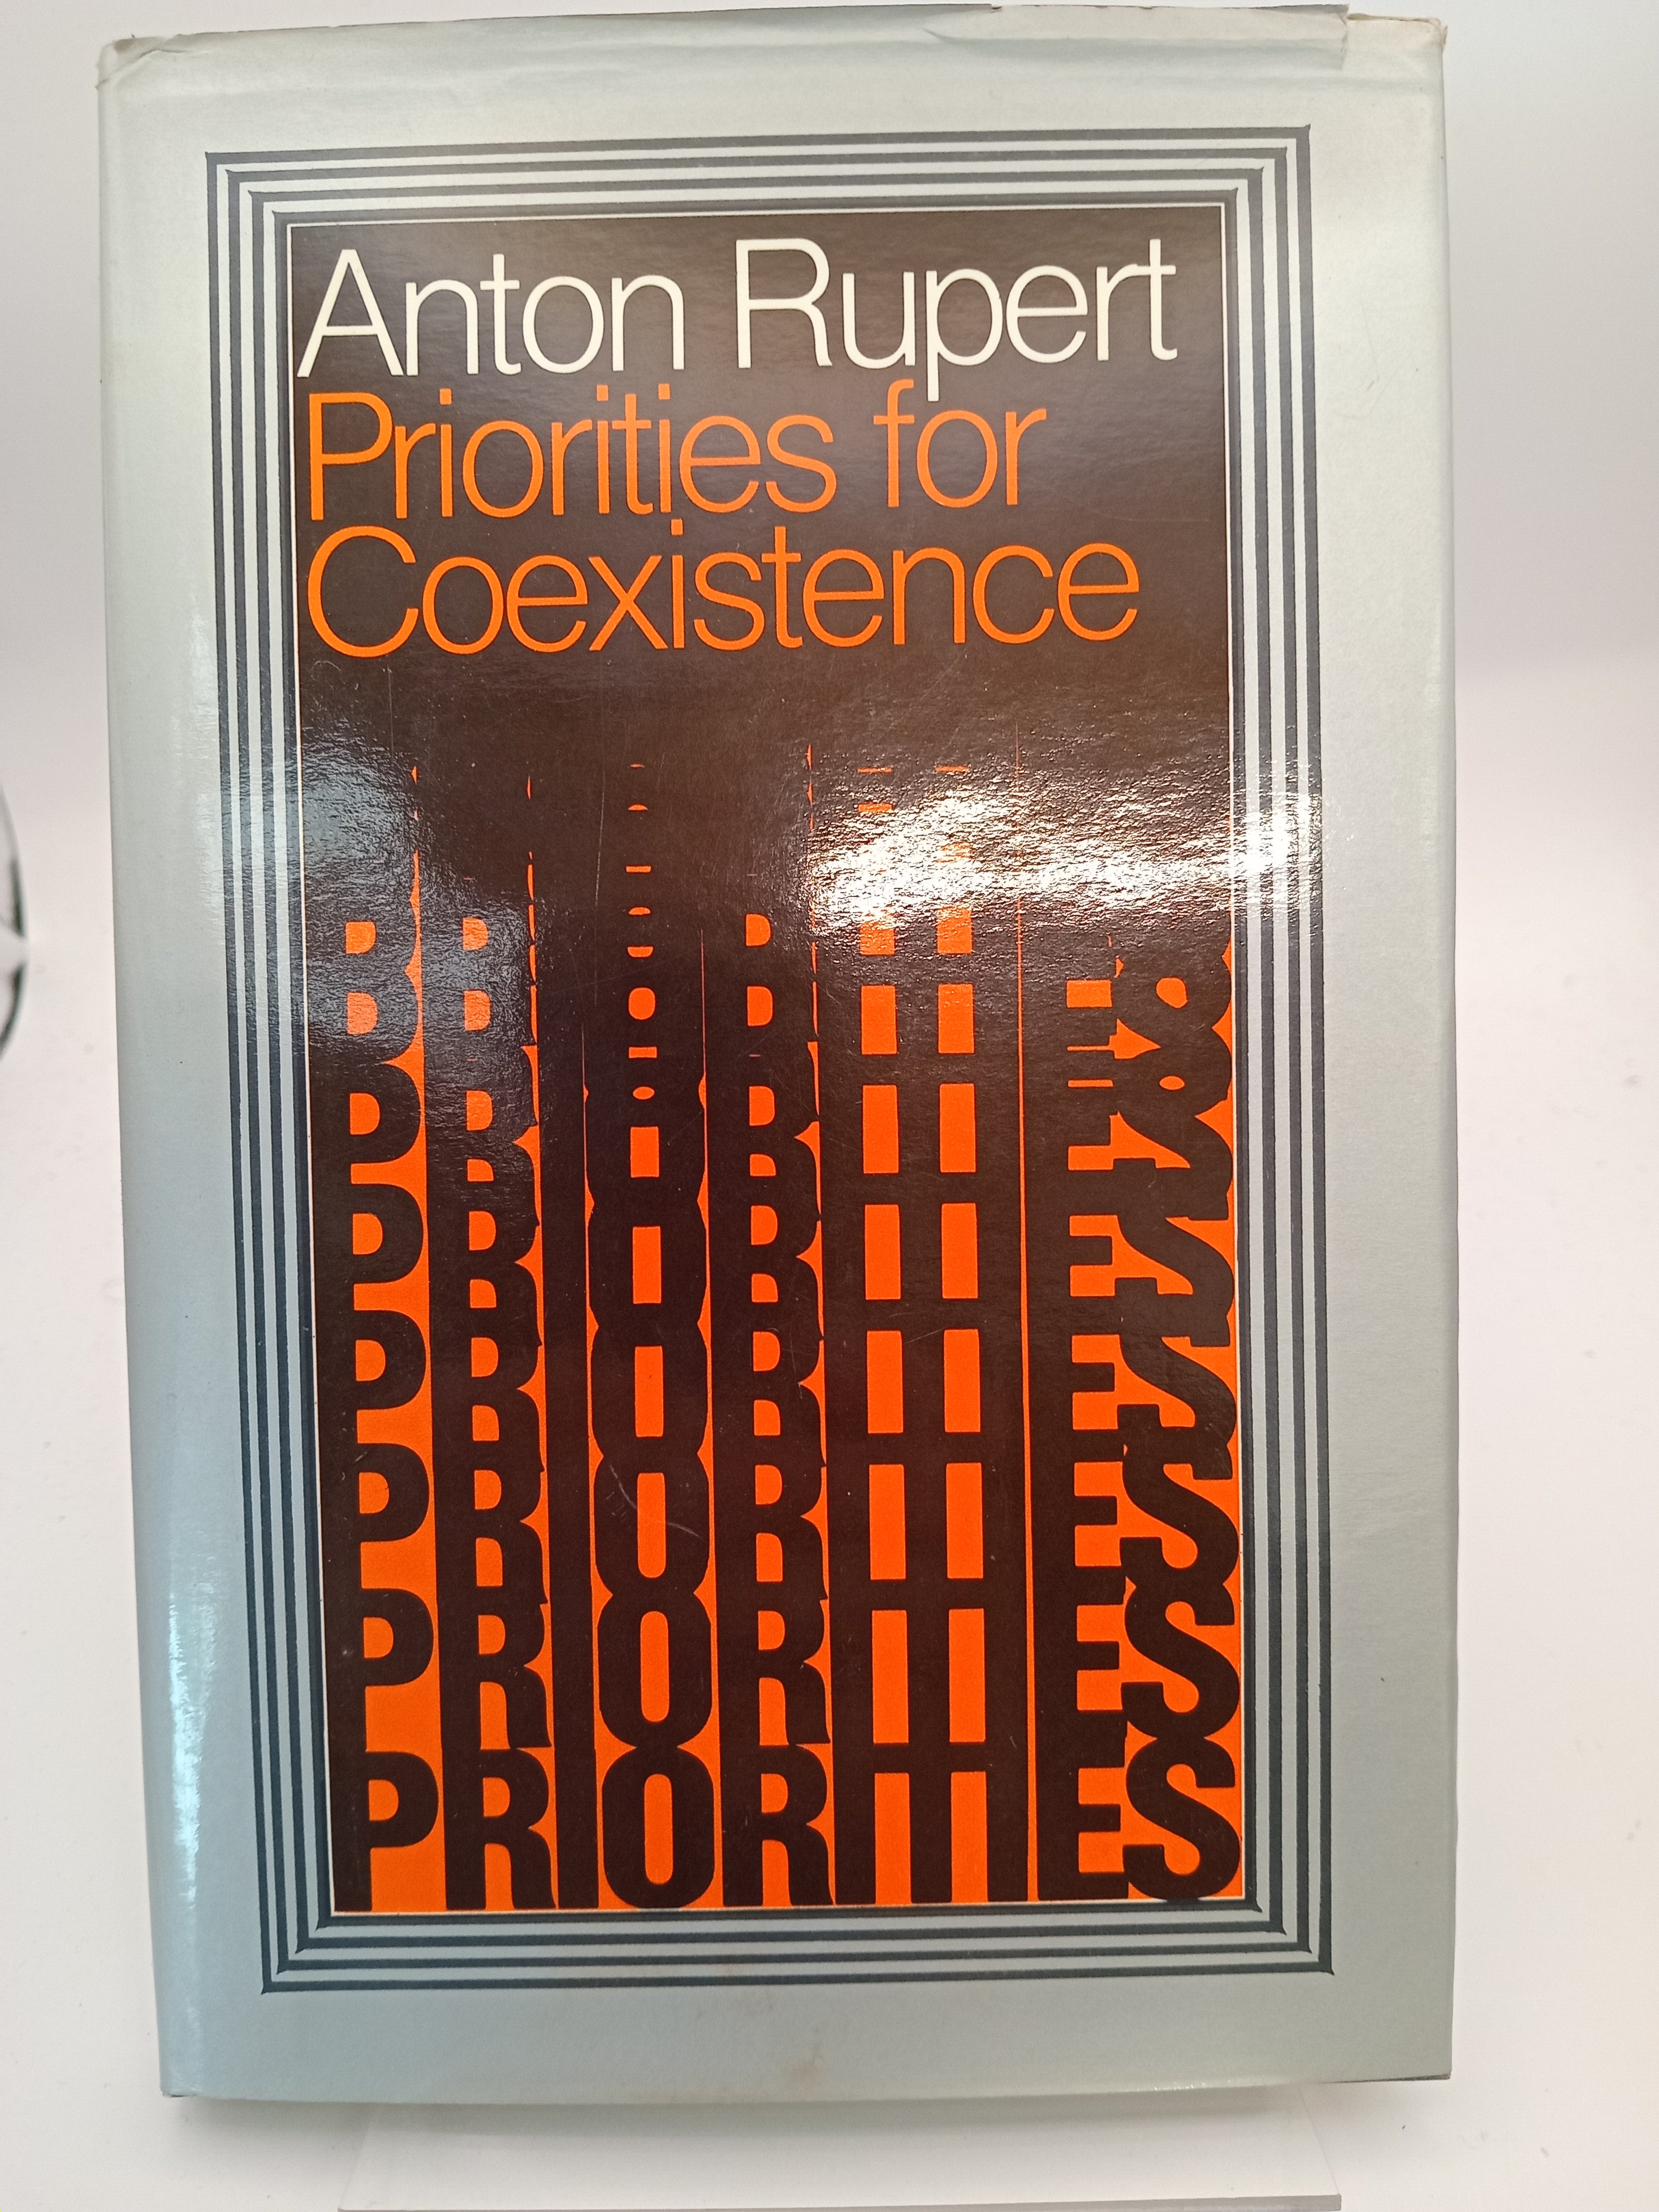 Anton Rupert
Priorities for
Coexistence
PRIORITIES